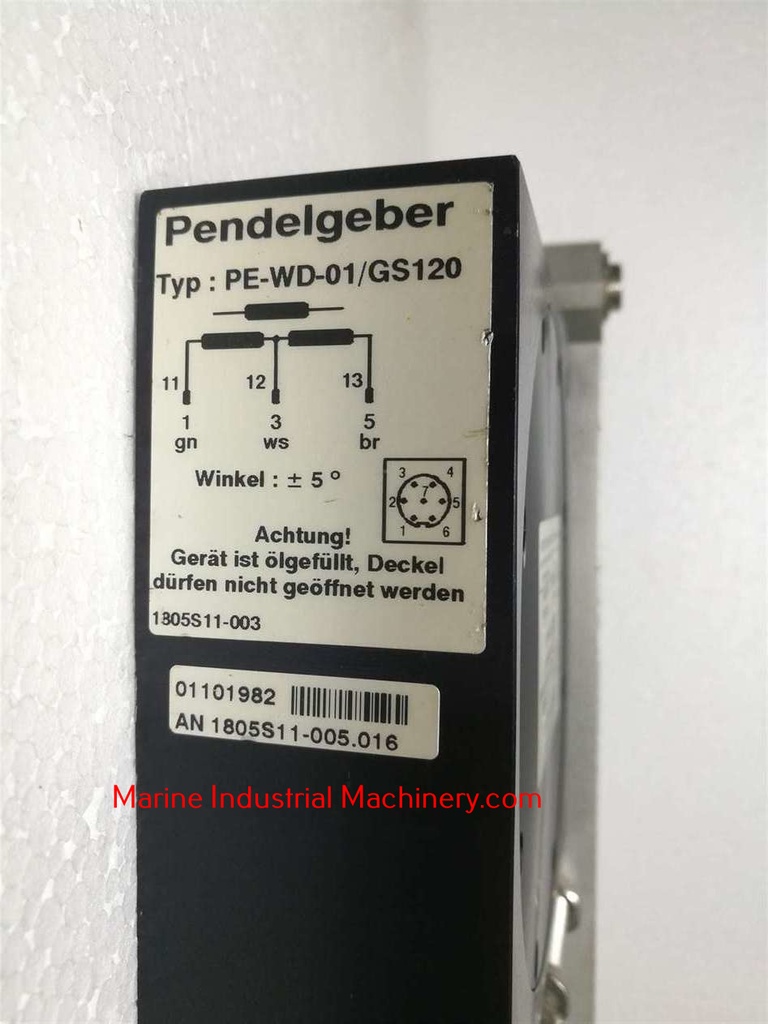 Pendelgeber
Typ : PE-WD-01/GS120
11 12 13
1 3 5
gn ws br
Winkel : ± 5 °
3 4
2 7 5
1 6
Achtung!
Gerät ist ölgefüllt, Deckel
dürfen nicht geöffnet werden
1805S11-003
01101982
AN 1805S11-005.016
Marine Industrial Machinery.com